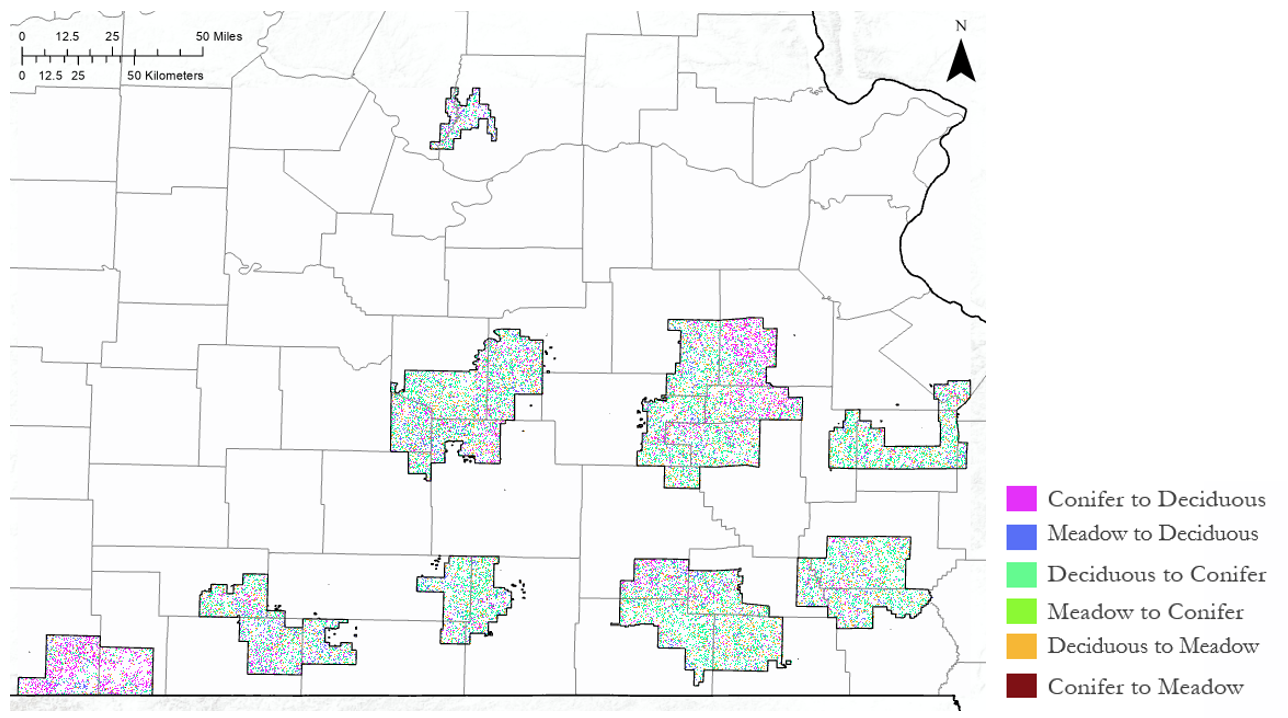 0 12.5 25 50 Miles
0 12.5 25 50 Kilometers
N
Conifer to Deciduous
Meadow to Deciduous
Deciduous to Conifer
Meadow to Conifer
Deciduous to Meadow
Conifer to Meadow